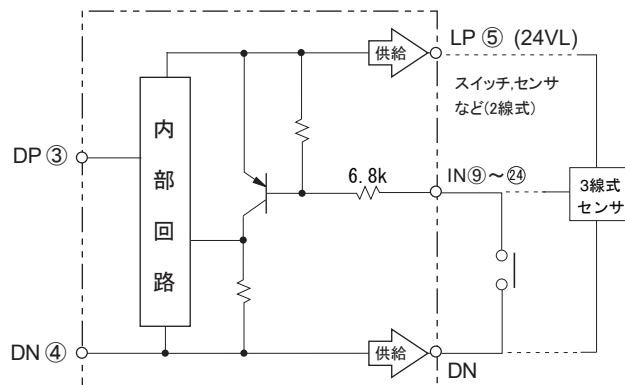 供給
LP ⑤ (24VL)
スイッチ,センサ
など(2線式)
内部回路
DP ③
6.8k
IN⑨~㉔
3線式
センサ
DN ④
供給
DN